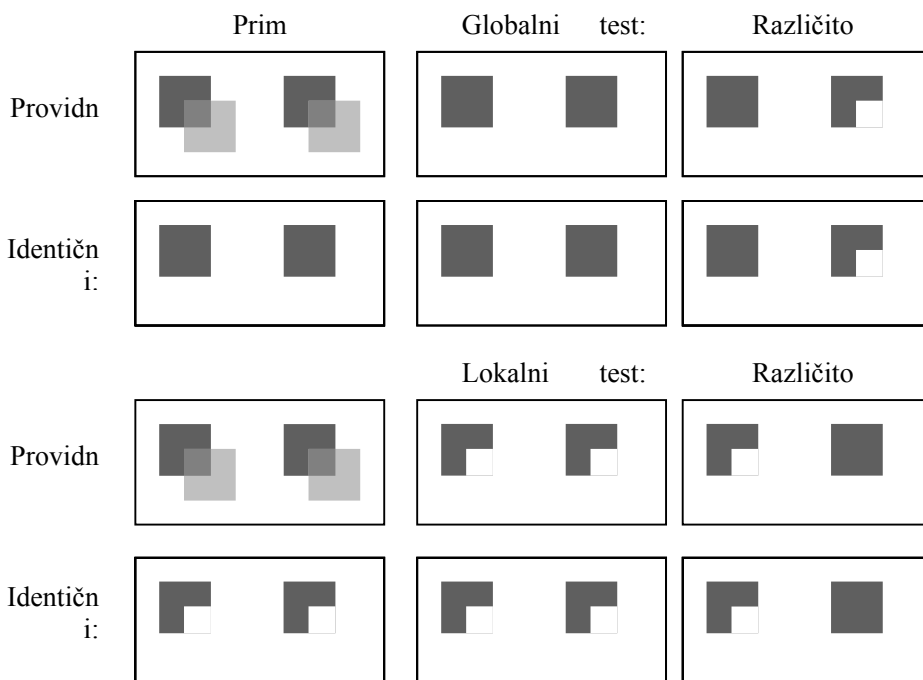 Prim Globalni test: Različito
Providn
Identičn
i:
Lokalni test: Različito
Providn
Identičn
i: